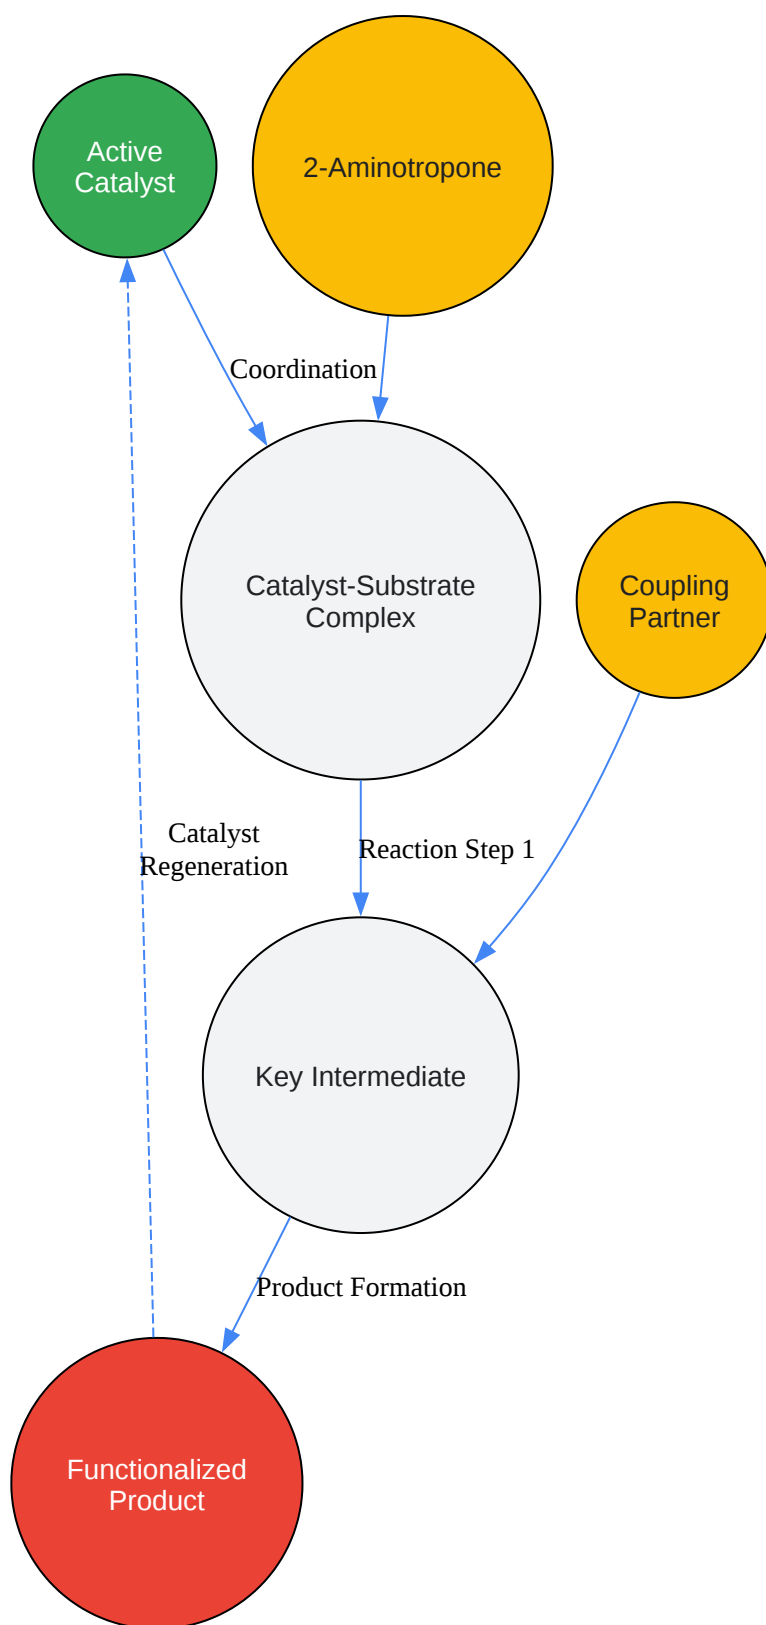 Active
Catalyst
2-Aminotropone
Coordination
Catalyst-Substrate
Complex
Coupling
Partner
Catalyst
Regeneration
Reaction Step 1
Key Intermediate
Product Formation
Functionalized
Product